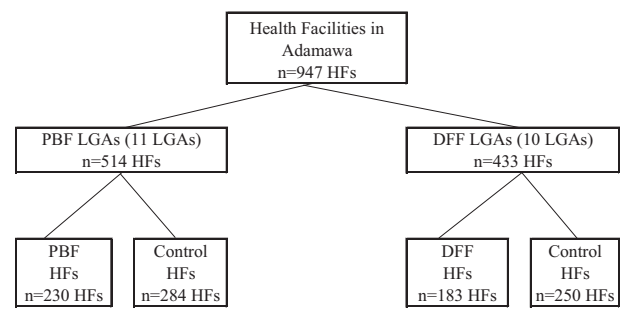 Health Facilities in
Adamawa
n=947 HFs
PBF LGAs (11 LGAs)
n=514 HFs
DFF LGAs (10 LGAs)
n=433 HFs
PBF
HFs
n=230 HFs
Control
HFs
n=284 HFs
DFF
HFs
n=183 HFs
Control
HFs
n=250 HFs